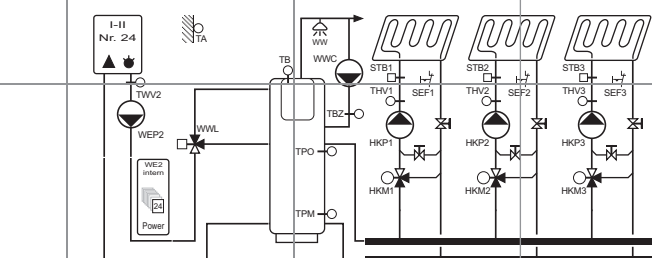 I-II
Nr. 24
TA
TWV2
WEP2
WWL
WE2
intern
24
Power
TB
WW
WWC
TBZ
TPO
TPM
STB1
SEF1
THV1
HKP1
HKM1
STB2
SEF2
THV2
HKP2
HKM2
STB3
SEF3
THV3
HKP3
HKM3